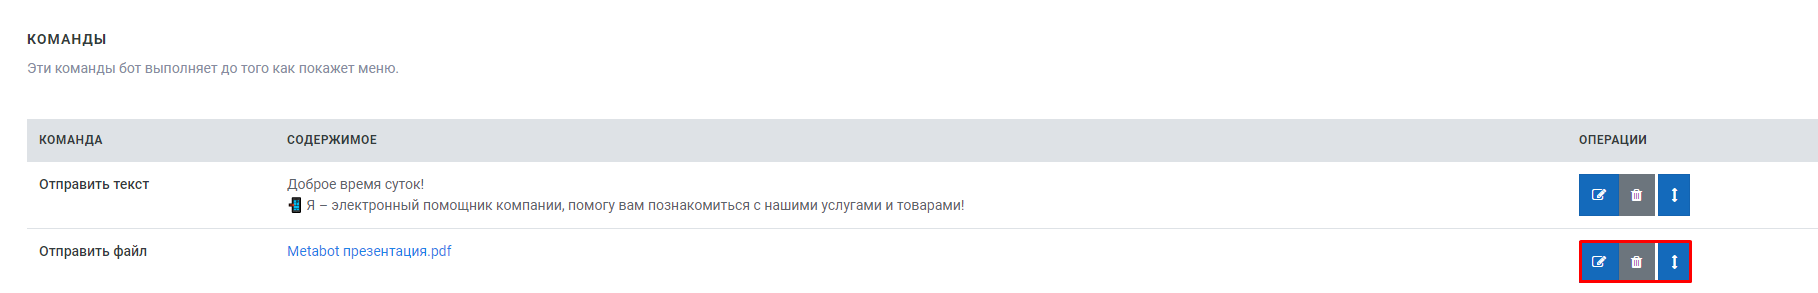 КОМАНДЫ
Эти команды бот выполняет до того как покажет меню.
КОМАНДА СОДЕРЖИМОЕ ОПЕРАЦИИ
Отправить текст Доброе время суток!
📲 Я – электронный помощник компании, помогу вам познакомиться с нашими услугами и товарами!
Отправить файл Metabot презентация.pdf